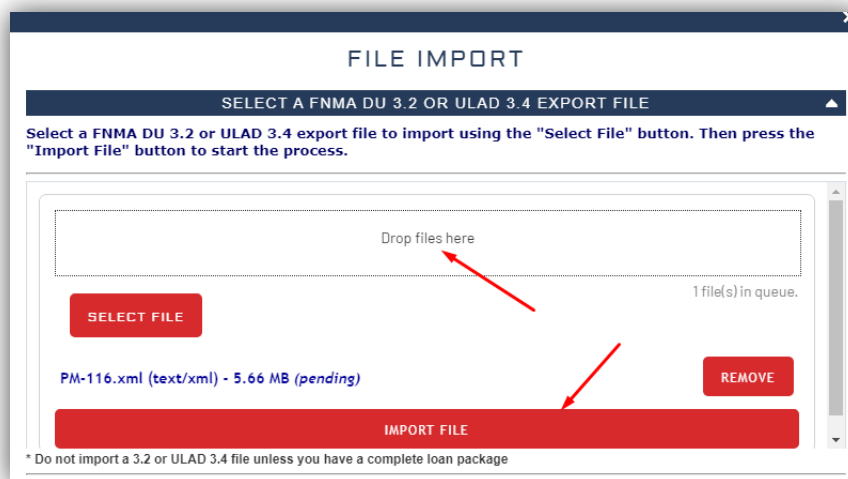 FILE IMPORT
SELECT A FNMA DU 3.2 OR ULAD 3.4 EXPORT FILE
Select a FNMA DU 3.2 or ULAD 3.4 export file to import using the "Select File" button. Then press the
"Import File" button to start the process.
Drop files here
1 file(s) in queue.
SELECT FILE
PM-116.xml (text/xml) - 5.66 MB (pending)
REMOVE
IMPORT FILE
* Do not import a 3.2 or ULAD 3.4 file unless you have a complete loan package